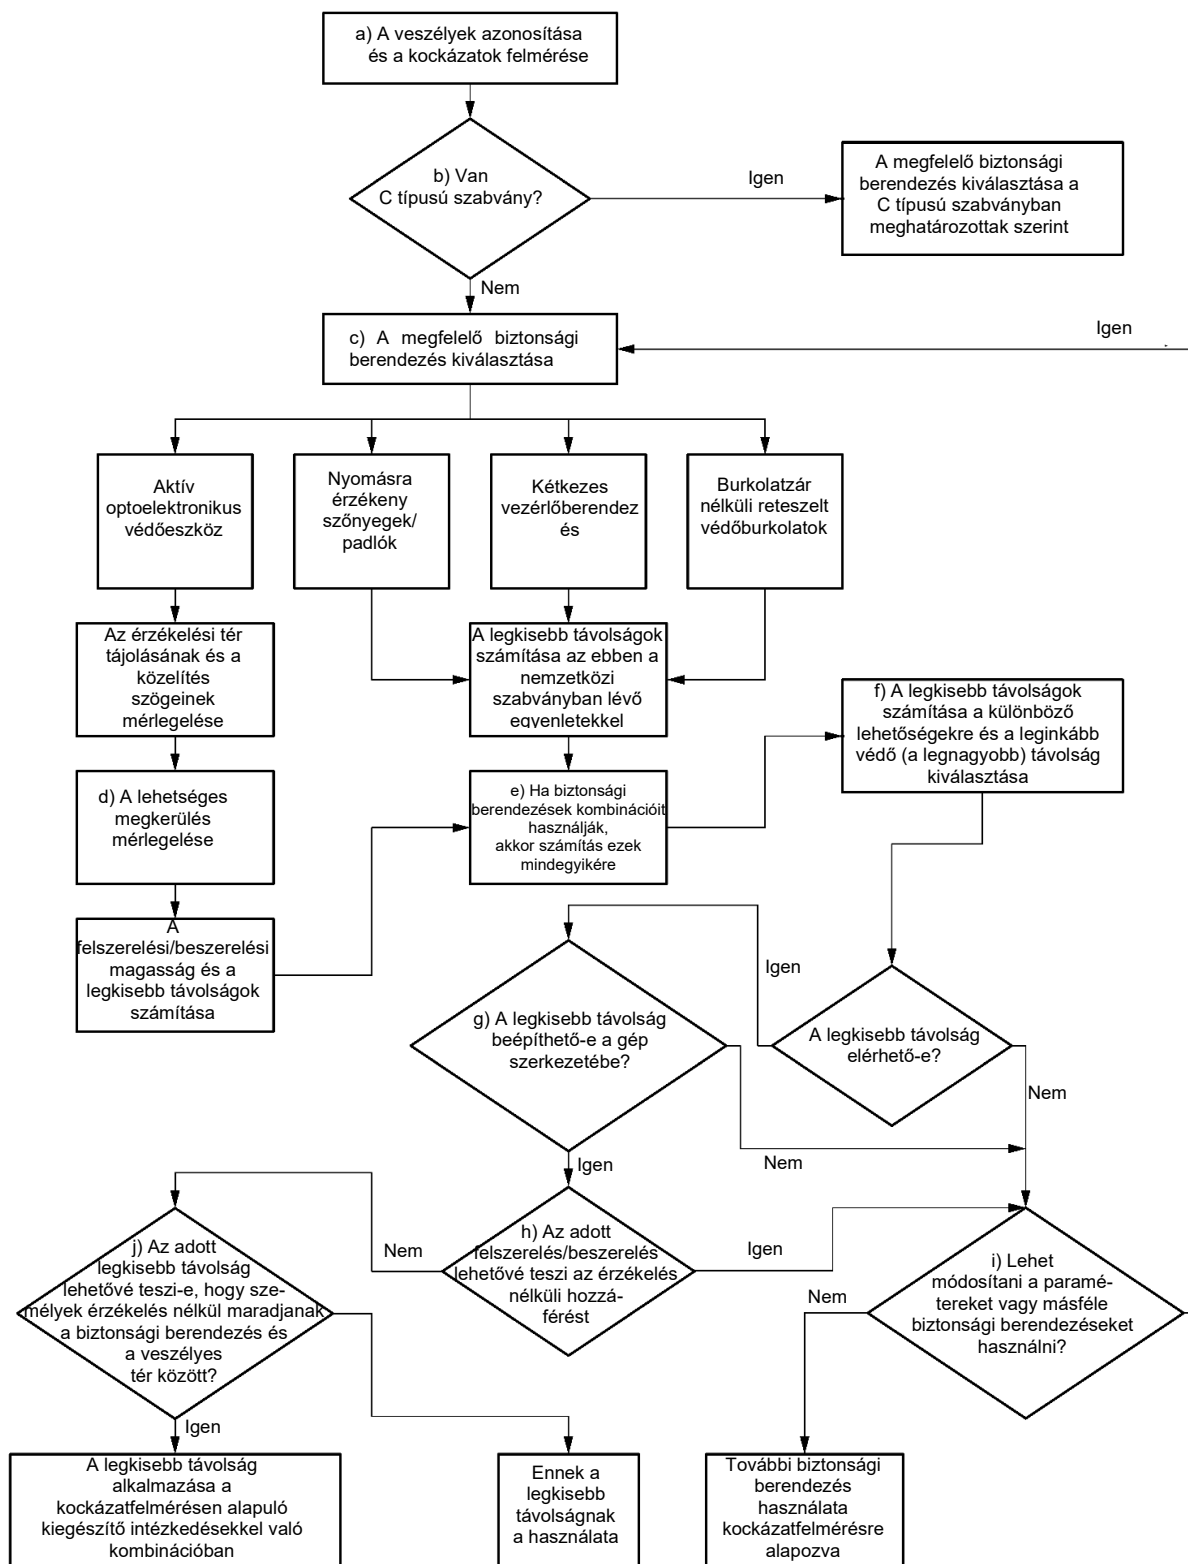 a) A veszélyek azonosítása
és a kockázatok felmérése
b) Van
C típusú szabvány?
Igen
A megfelelő biztonsági
berendezés kiválasztása a
C típusú szabványban
meghatározottak szerint
Nem
c) A megfelelő biztonsági
berendezés kiválasztása
Igen
Aktív
optoelektronikus
védőeszköz
Nyomásra
érzékeny
szőnyegek/
padlók
Kétkezes
vezérlőberendez
és
Burkolatzár
nélküli reteszelt
védőburkolatok
Az érzékelési tér
tájolásának és a
közelítés
szögeinek
mérlegelése
A legkisebb távolságok
számítása az ebben a
nemzetközi
szabványban lévő
egyenletekkel
f) A legkisebb távolságok
számítása a különböző
lehetőségekre és a leginkább
védő (a legnagyobb) távolság
kiválasztása
d) A lehetséges
megkerülés
mérlegelése
e) Ha biztonsági
berendezések kombinációit
használják,
akkor számítás ezek
mindegyikére
A
felszerelési/beszerelési
magasság és a
legkisebb távolságok
számítása
Igen
g) A legkisebb távolság
beépíthető-e a gép
szerkezetébe?
A legkisebb távolság
elérhető-e?
Nem
Nem
Igen
j) Az adott
legkisebb távolság
lehetővé teszi-e, hogy sze-
mélyek érzékelés nélkül maradjanak
a biztonsági berendezés és
a veszélyes
tér között?
Nem
h) Az adott
felszerelés/beszerelés
lehetővé teszi az érzékelés
nélküli hozzá-
férést
Igen
i) Lehet
módosítani a paramé-
tereket vagy másféle
biztonsági berendezéseket
használni?
Nem
Igen
A legkisebb távolság
alkalmazása a
kockázatfelmérésen alapuló
kiegészítő intézkedésekkel való
kombinációban
Ennek a
legkisebb
távolságnak
a használata
További biztonsági
berendezés
használata
kockázatfelmérésre
alapozva